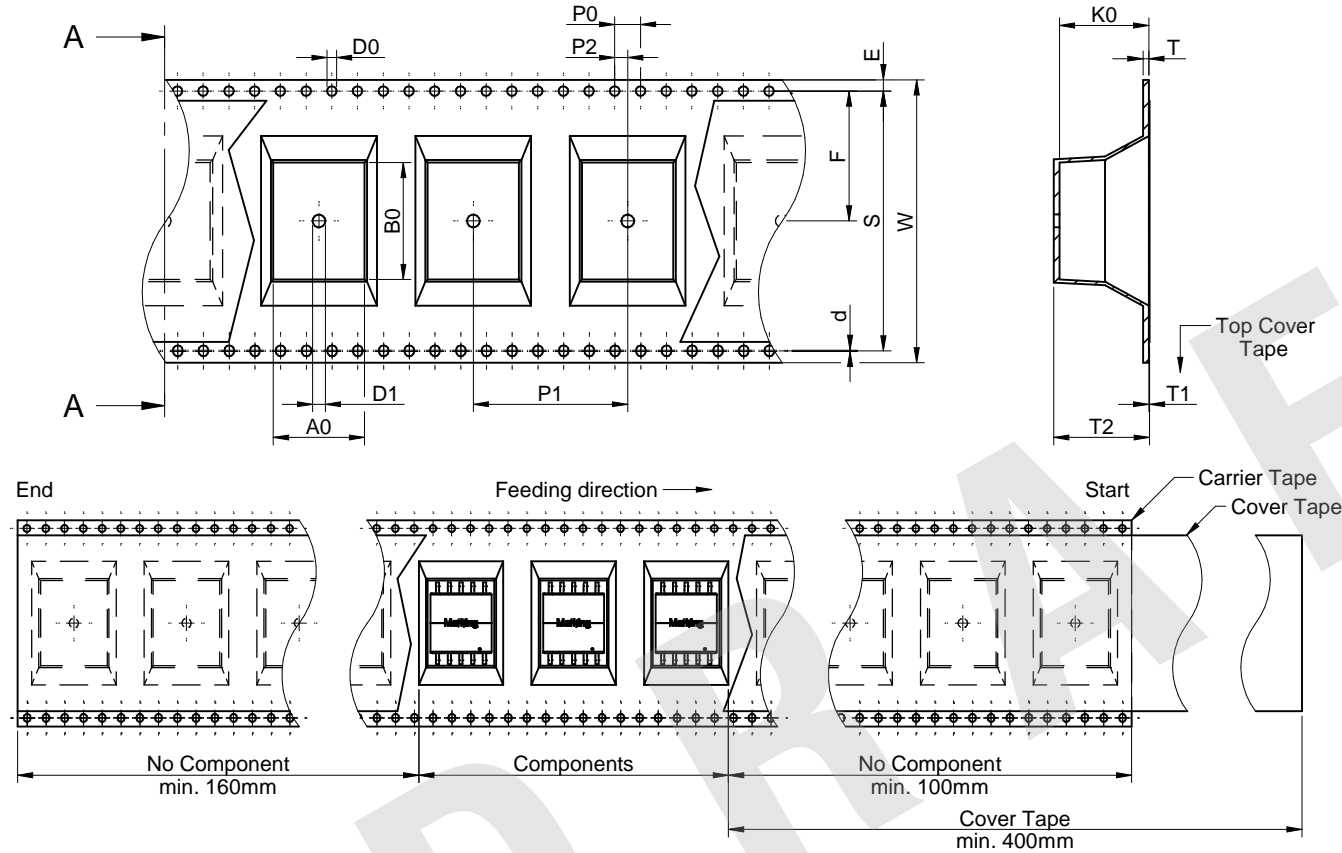 A
P0
D0
P2
E
K0
T
B0
F
S
W
d
D1
P1
A0
A
Top Cover
Tape
T1
T2
End
Feeding direction
Start
Carrier Tape
Cover Tape
No Component
min. 160mm
Components
No Component
min. 100mm
Cover Tape
min. 400mm
DRAF